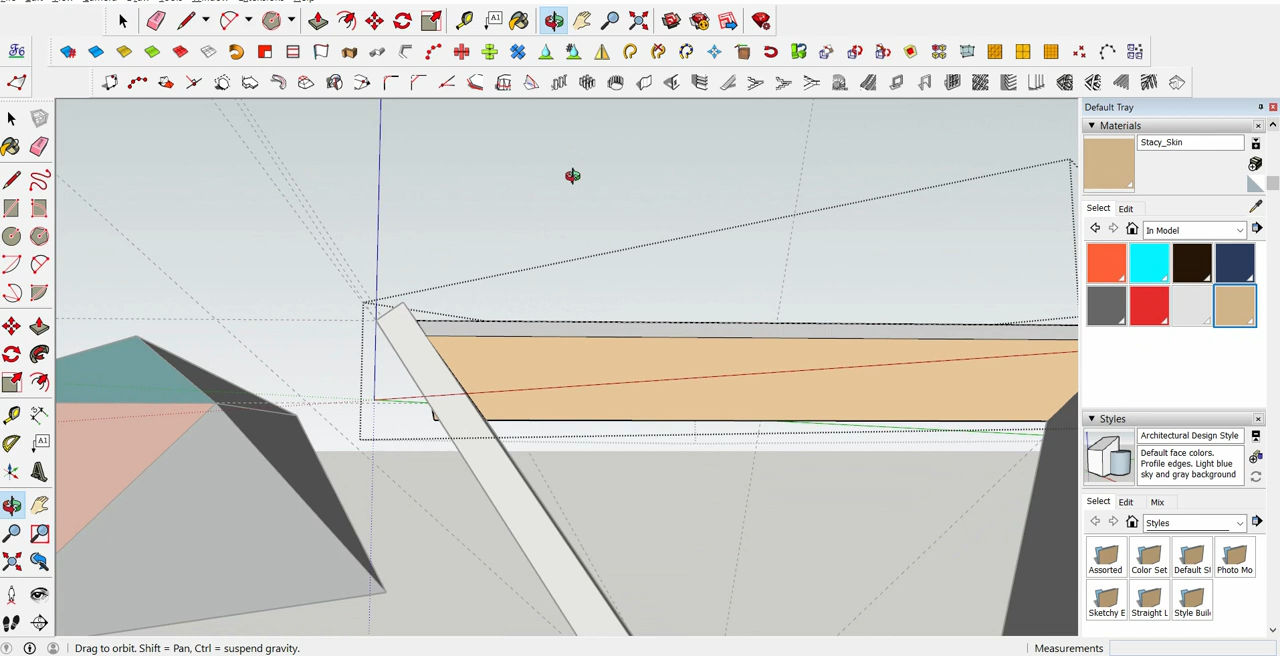 Default Tray
Materials
Stacy_Skin
Select Edit
In Model
Styles
Architectural Design Style
Default face colors.
Profile edges. Light blue
sky and gray background
Select Edit Mix
Styles
Assorted Color Set Default St Photo Mo
Sketchy E Straight L Style Buil
Drag to orbit. Shift = Pan, Ctrl = suspend gravity.
Measurements